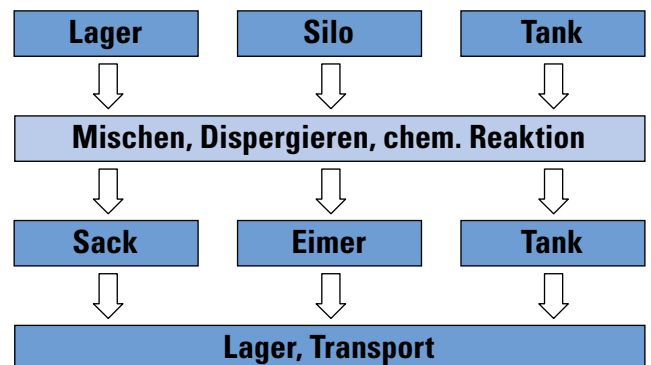 Lager Silo Tank
Mischen, Dispergieren, chem. Reaktion
Sack Eimer Tank
Lager, Transport